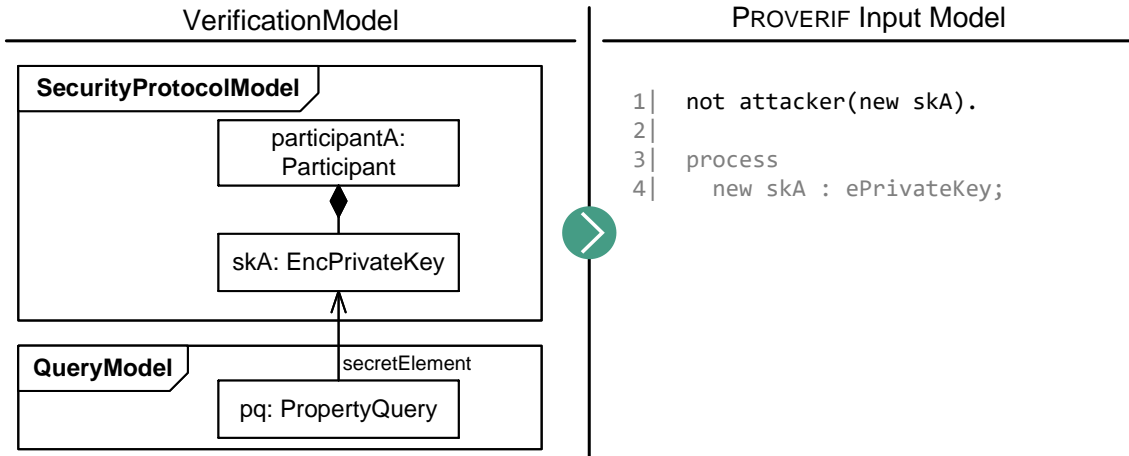 VerificationModel
SecurityProtocolModel
participantA:
Participant
skA: EncPrivateKey
QueryModel
secretElement
pq: PropertyQuery
PROVERIF Input Model
1| not attacker(new skA).
2|
3| process
4| new skA : ePrivateKey;